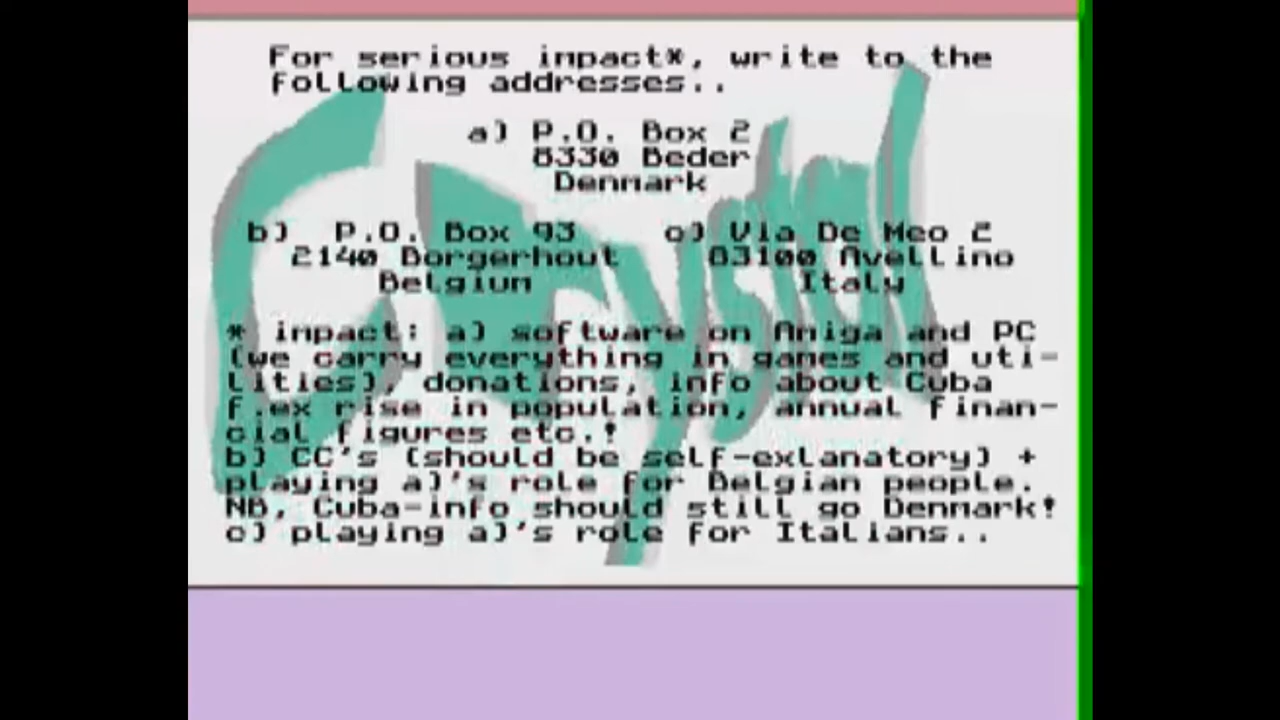 For serious impact*, write to the
following addresses..
a) P.O. Box 2
8330 Beder
Denmark
b) P.O. Box 93
2140 Borgerhout
Belgium
c) Via De Meo 2
83100 Avellino
Italy
* impact: a) software on Amiga and PC
(we carry everything in games and uti-
lities), donations, info about Cuba
f.ex rise in population, annual finan-
cial figures etc.!
b) CC's (should be self-exlanatory) +
playing a)'s role for Belgian people.
NB, Cuba-info should still go Denmark!
c) playing a)'s role for Italians..
Crystal